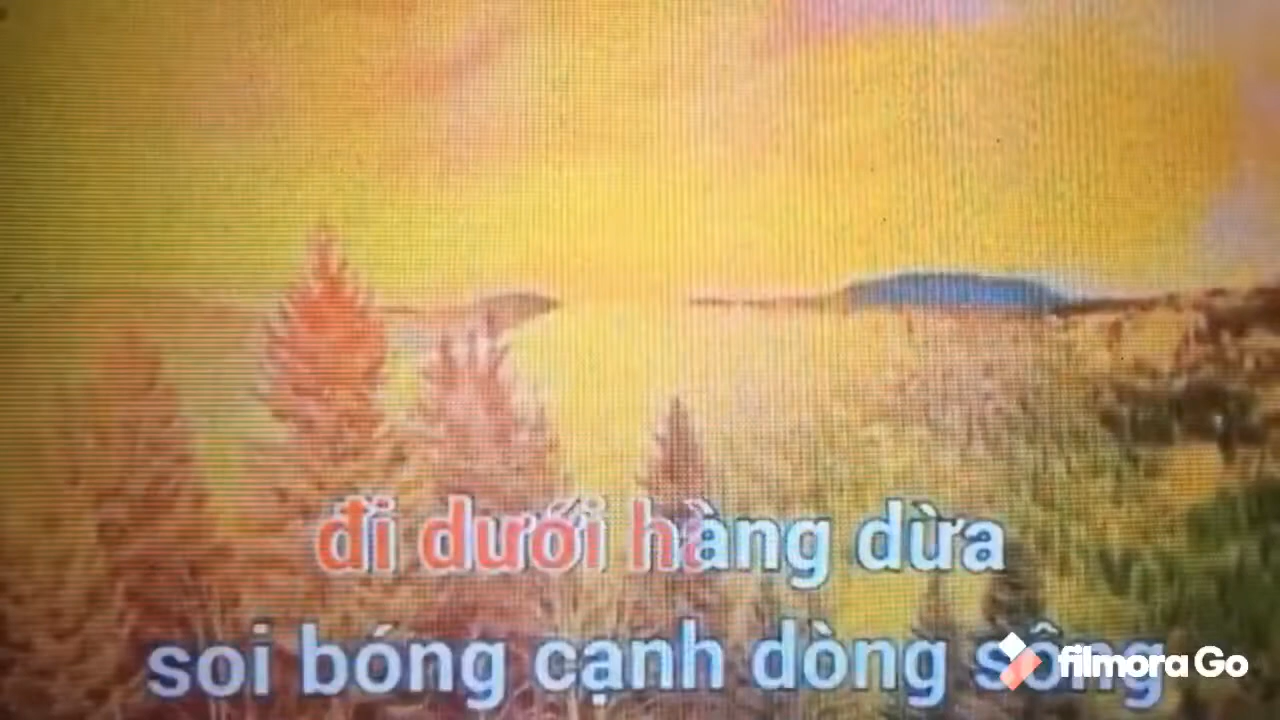 đi dưới hàng dừa
soi bóng cạnh dòng sông
filmora Go